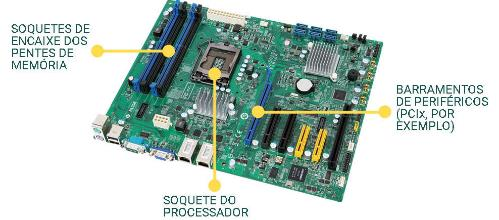 SOQUETES DE
ENCAIXE DOS
PENTES DE
MEMÓRIA
BARRAMENTOS
DE PERIFÉRICOS
(PCIx, POR
EXEMPLO)
SOQUETE DO
PROCESSADOR